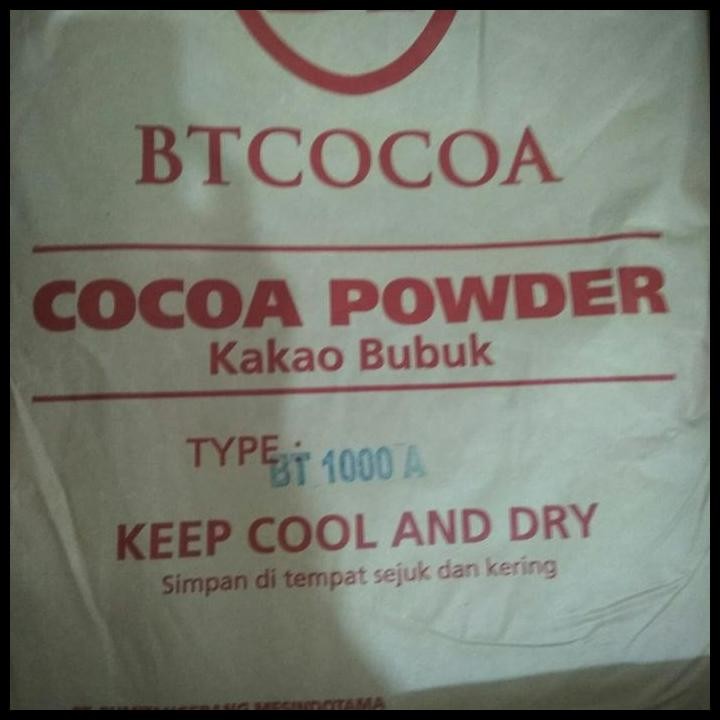 BTCOCOA
COCOA POWDER
Kakao Bubuk
TYPE : BT 1000 A
KEEP COOL AND DRY
Simpan di tempat sejuk dan kering